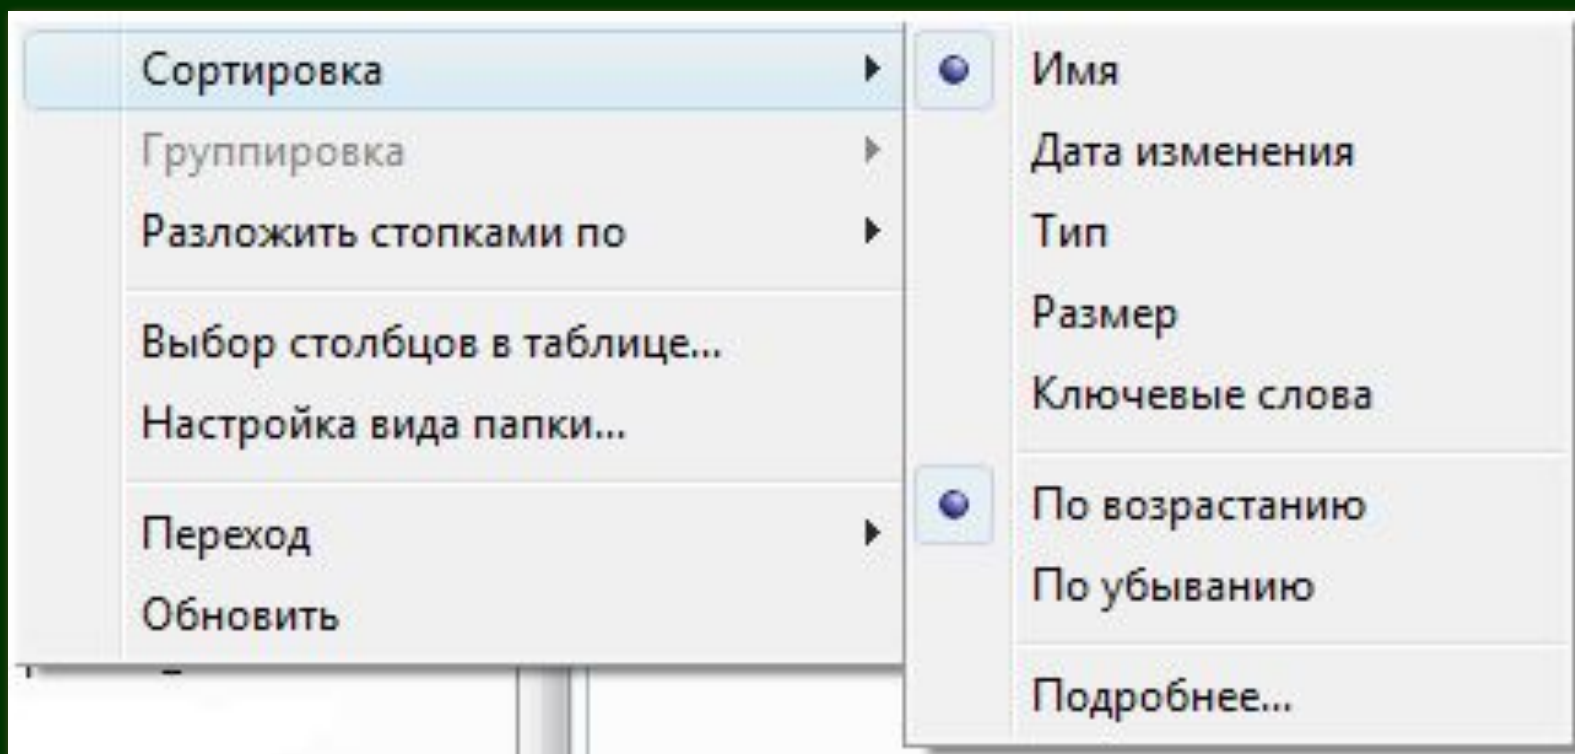 Сортировка
Группировка
Разложить стопками по
Выбор столбцов в таблице...
Настройка вида папки...
Переход
Обновить
Имя
Дата изменения
Тип
Размер
Ключевые слова
По возрастанию
По убыванию
Подробнее...